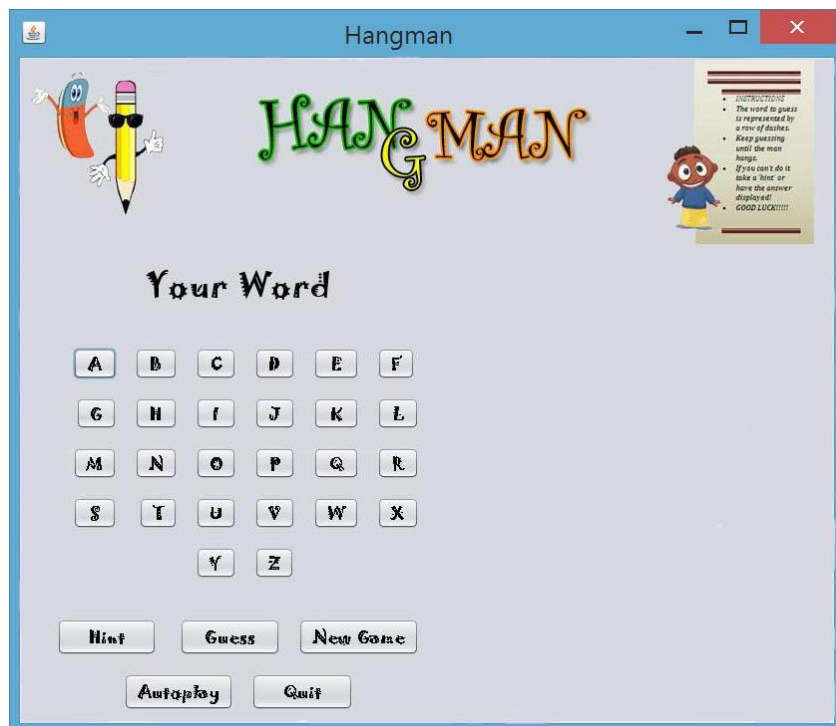 Hangman
HANGMAN
INSTRUCTIONS
The word to guess
is represented by
a row of dashes.
Keep guessing
until the man
hangs.
If you can't do it
take a 'hint' or
have the answer
displayed!
GOOD LUCK!!!!!
Your Word
A B C D E F
G H I J K L
M N O P Q R
S T U V W X
Y Z
Hint Guess New Game
Autoplay Quit